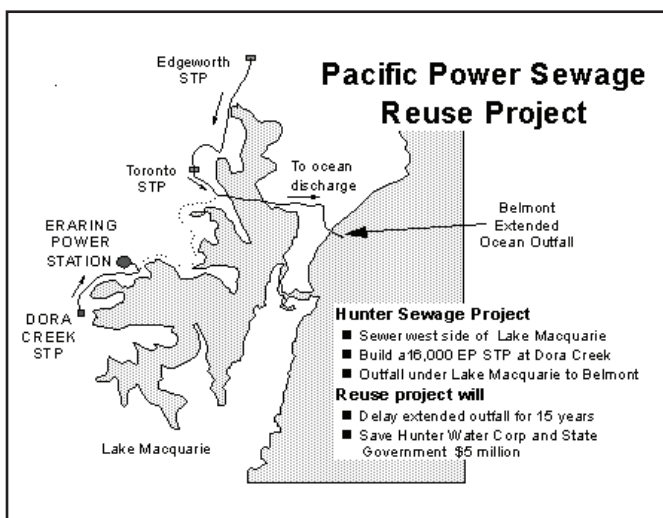 Pacific Power Sewage
Reuse Project
Edgeworth
STP
Toronto
STP
To ocean
discharge
Belmont
Extended
Ocean Outfall
ERARING
POWER
STATION
DORA
CREEK
STP
Lake Macquarie
Hunter Sewage Project
■ Sewer west side of Lake Macquarie
■ Build a16,000 EP STP at Dora Creek
■ Outfall under Lake Macquarie to Belmont
Reuse project will
■ Delay extended outfall for 15 years
■ Save Hunter Water Corp and State
Government $5 million